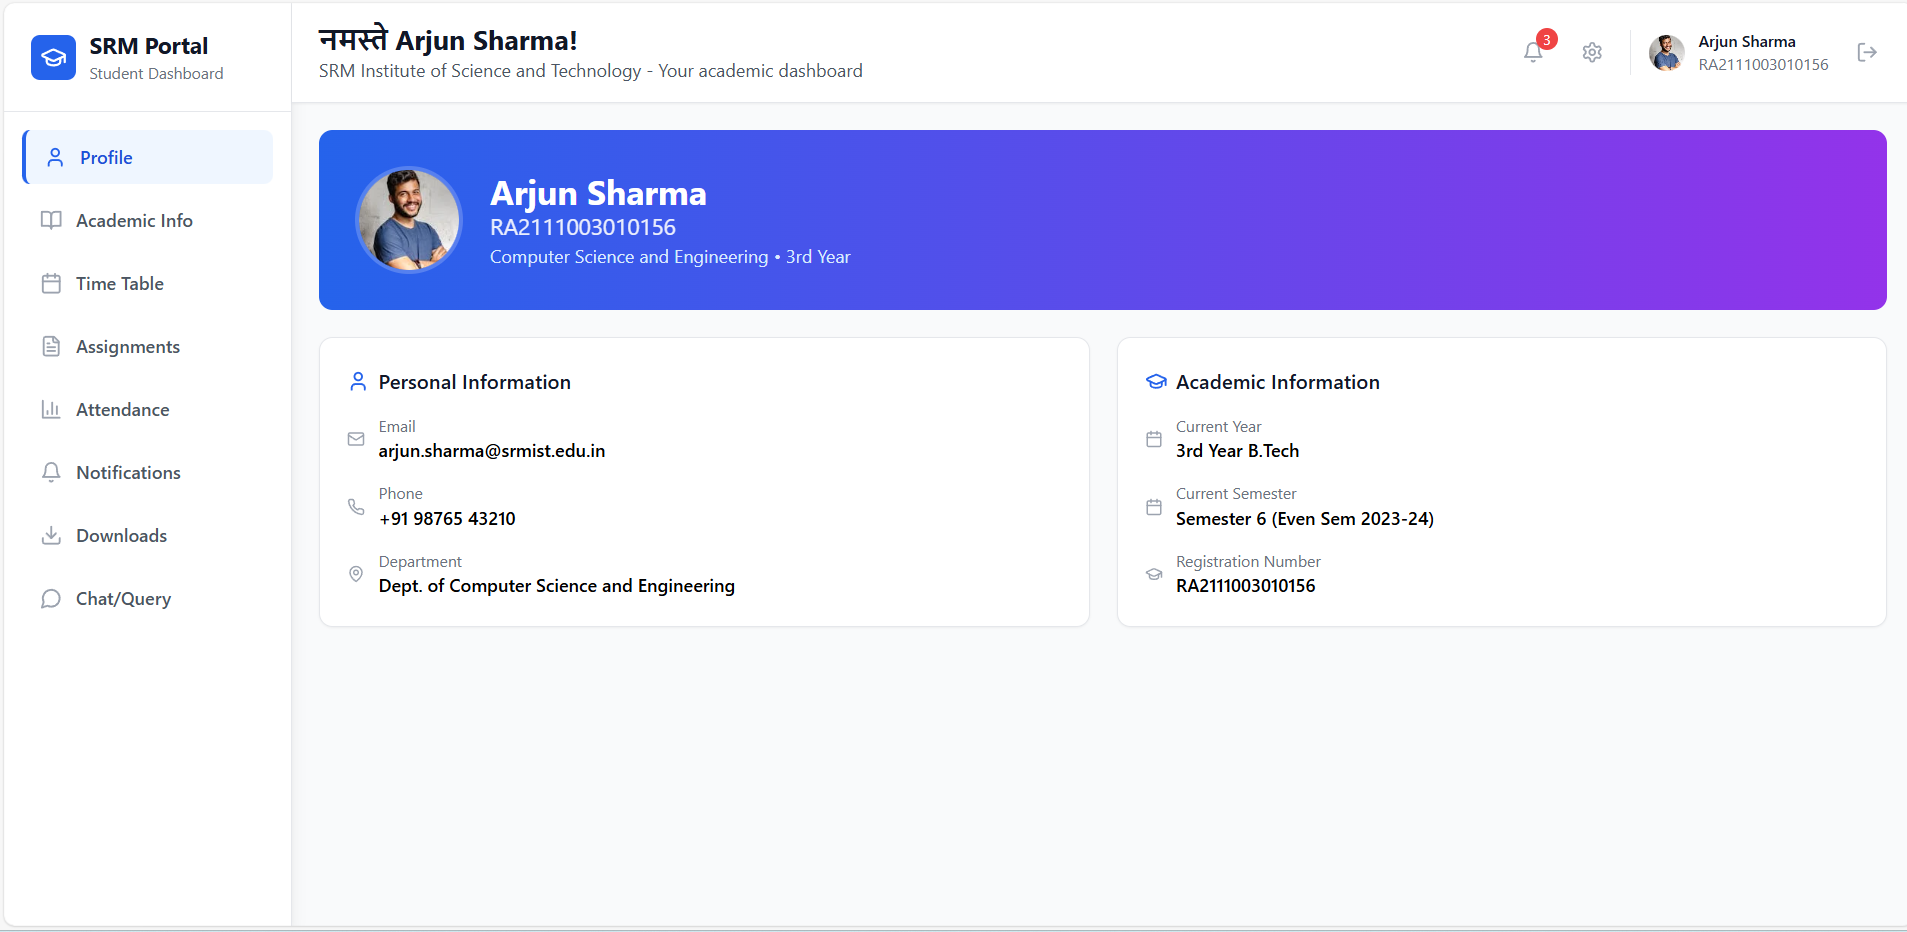 SRM Portal
Student Dashboard
Profile
Academic Info
Time Table
Assignments
Attendance
Notifications
Downloads
Chat/Query
नमस्ते Arjun Sharma!
SRM Institute of Science and Technology - Your academic dashboard
3
Arjun Sharma
RA2111003010156
Arjun Sharma
RA2111003010156
Computer Science and Engineering • 3rd Year
Personal Information
Email
arjun.sharma@srmist.edu.in
Phone
+91 98765 43210
Department
Dept. of Computer Science and Engineering
Academic Information
Current Year
3rd Year B.Tech
Current Semester
Semester 6 (Even Sem 2023-24)
Registration Number
RA2111003010156